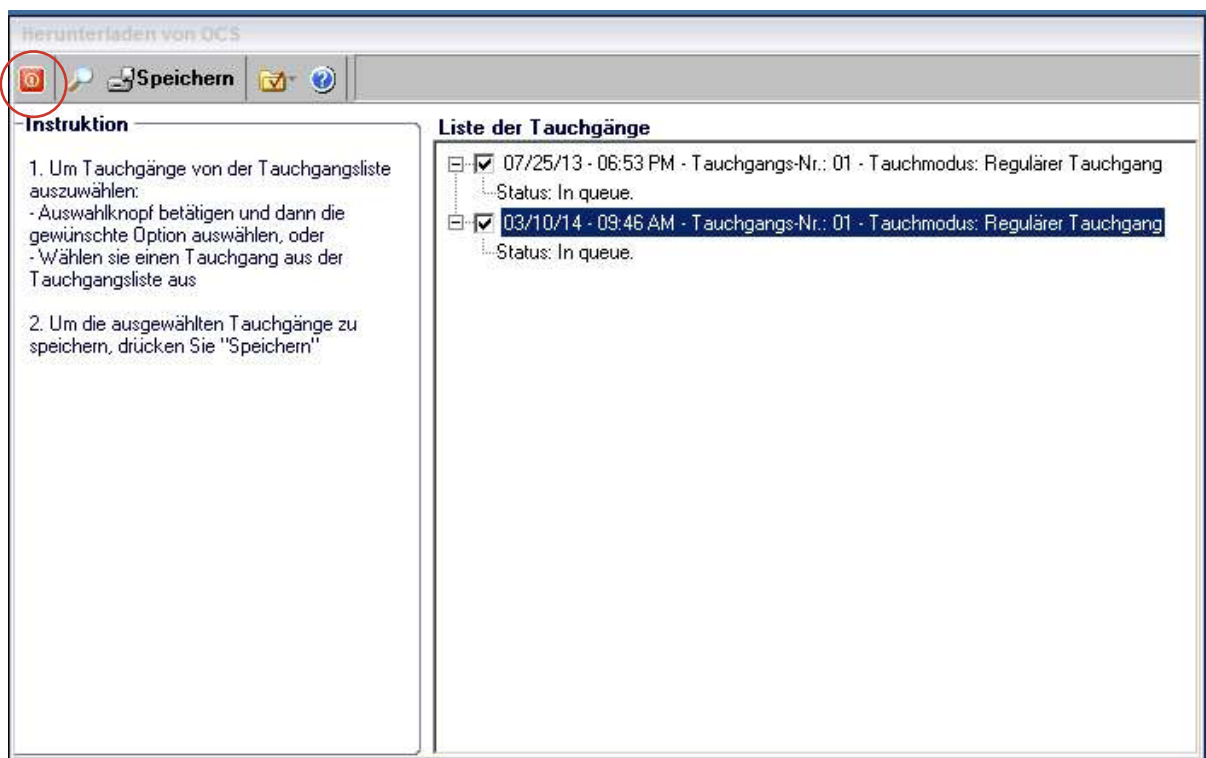 Herunterladen von OCS
Speichern
Instruktion
1. Um Tauchgänge von der Tauchgangsliste
auszuwählen:
- Auswahlknopf betätigen und dann die
gewünschte Option auswählen, oder
- Wählen sie einen Tauchgang aus der
Tauchgangsliste aus
2. Um die ausgewählten Tauchgänge zu
speichern, drücken Sie "Speichern"
Liste der Tauchgänge
07/25/13 - 06:53 PM - Tauchgangs-Nr.: 01 - Tauchmodus: Regulärer Tauchgang
Status: In queue.
03/10/14 - 09:46 AM - Tauchgangs-Nr.: 01 - Tauchmodus: Regulärer Tauchgang
Status: In queue.